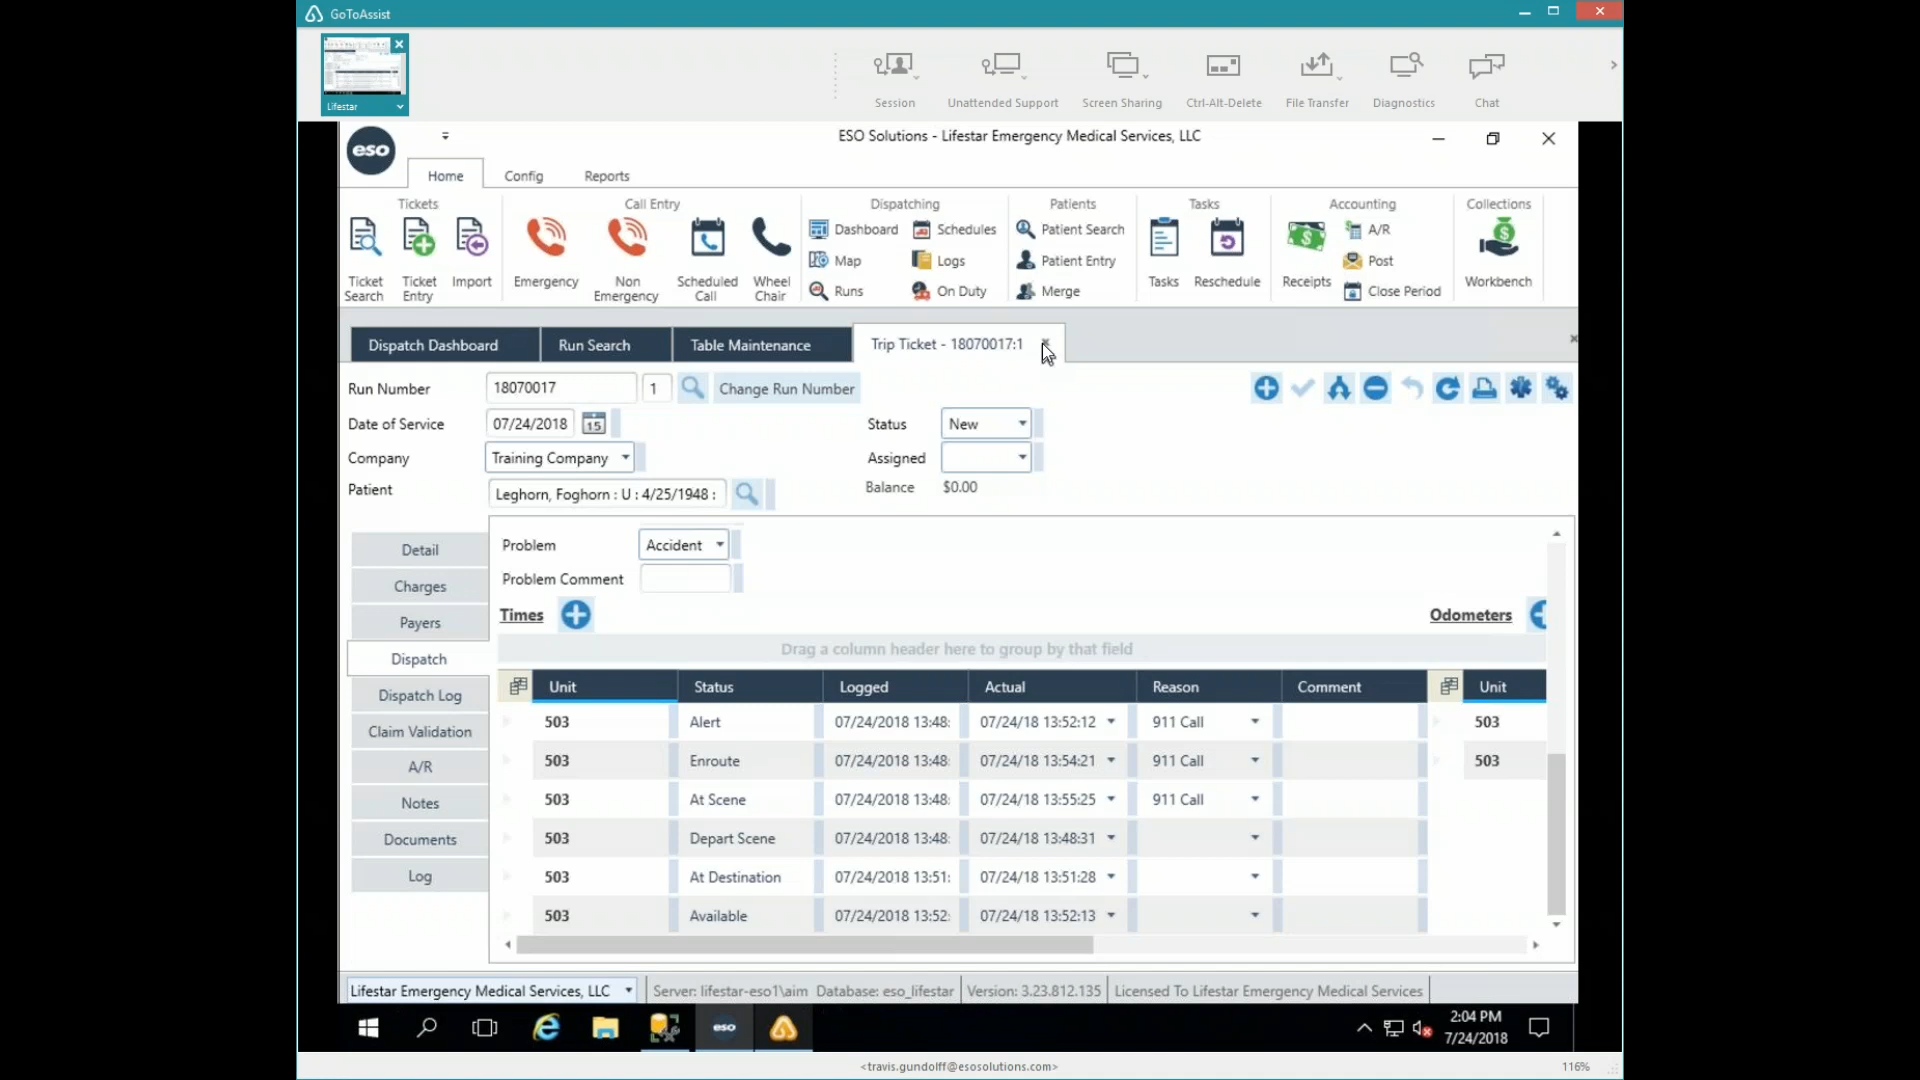 GoToAssist
Lifestar
Session
Unattended Support
Screen Sharing
Ctrl-Alt-Delete
File Transfer
Diagnostics
Chat
eso
ESO Solutions - Lifestar Emergency Medical Services, LLC
Home
Config
Reports
Tickets
Call Entry
Dispatching
Patients
Tasks
Accounting
Collections
Ticket Search
Ticket Entry
Import
Emergency
Non Emergency
Scheduled Call
Wheel Chair
Dashboard
Schedules
Map
Logs
Runs
On Duty
Patient Search
Patient Entry
Merge
Tasks
Reschedule
Receipts
A/R
Post
Close Period
Workbench
Dispatch Dashboard
Run Search
Table Maintenance
Trip Ticket - 18070017:1
Run Number 18070017 1 Change Run Number
Date of Service 07/24/2018 15 Status New
Company Training Company Assigned
Patient Leghorn, Foghorn : U : 4/25/1948 : Balance $0.00
Detail
Charges
Payers
Dispatch
Dispatch Log
Claim Validation
A/R
Notes
Documents
Log
Problem Accident
Problem Comment
Times
Odometers
Drag a column header here to group by that field
Unit Status Logged Actual Reason Comment Unit
503 Alert 07/24/2018 13:48: 07/24/18 13:52:12 911 Call 503
503 Enroute 07/24/2018 13:48: 07/24/18 13:54:21 911 Call 503
503 At Scene 07/24/2018 13:48: 07/24/18 13:55:25 911 Call
503 Depart Scene 07/24/2018 13:48: 07/24/18 13:48:31
503 At Destination 07/24/2018 13:51: 07/24/18 13:51:28
503 Available 07/24/2018 13:52: 07/24/18 13:52:13
Lifestar Emergency Medical Services, LLC Server: lifestar-eso1\aim Database: eso_lifestar Version: 3.23.812.135 Licensed To Lifestar Emergency Medical Services
eso
2:04 PM
7/24/2018
<travis.gundolff@esosolutions.com>
116%